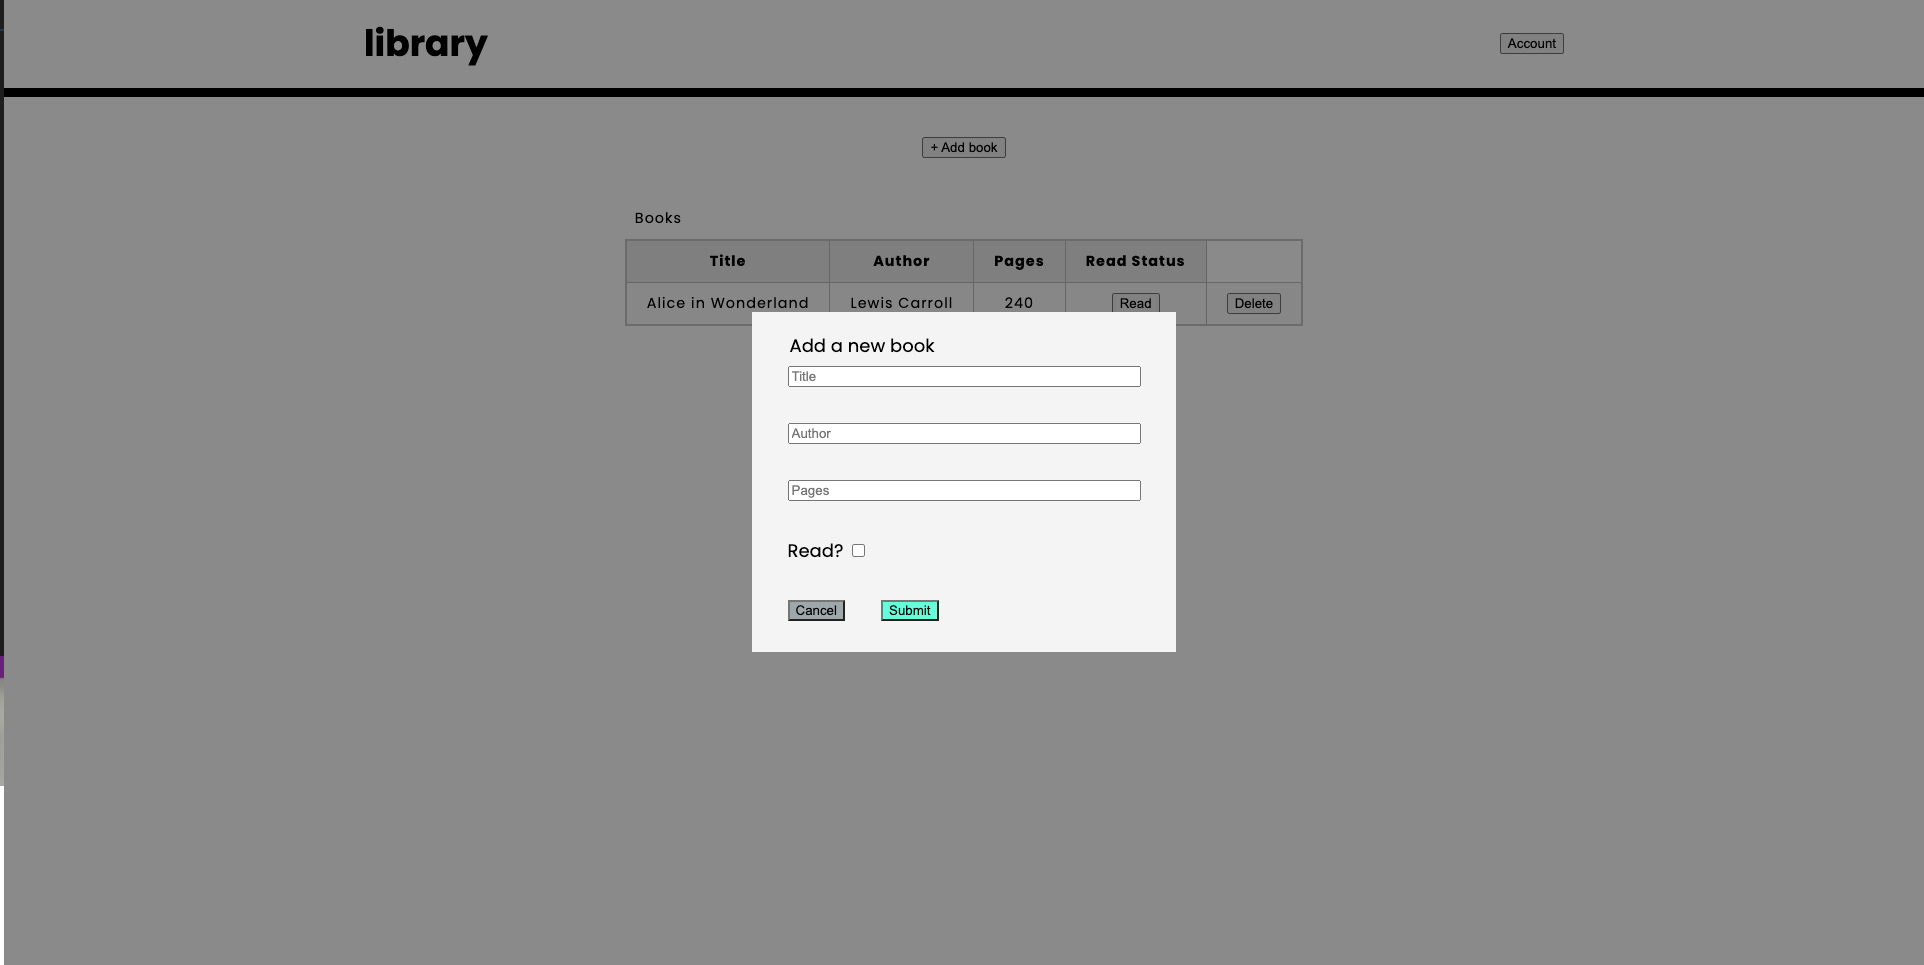 library
Account
+ Add book
Books
Title Author Pages Read Status
Alice in Wonderland Lewis Carroll 240 Read Delete
Add a new book
Title
Author
Pages
Read?
Cancel Submit